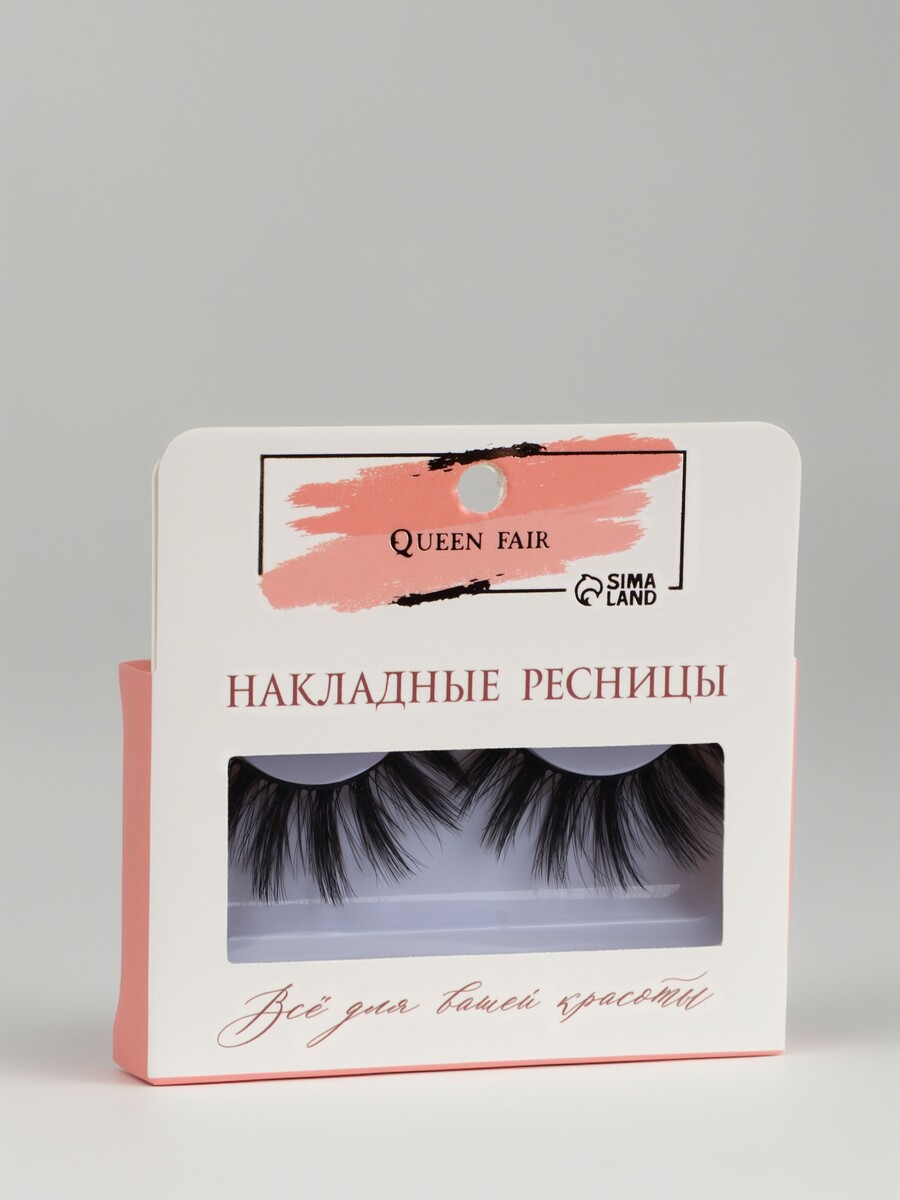 QUEEN FAIR
SIMA
LAND
НАКЛАДНЫЕ РЕСНИЦЫ
Всё для вашей красоты